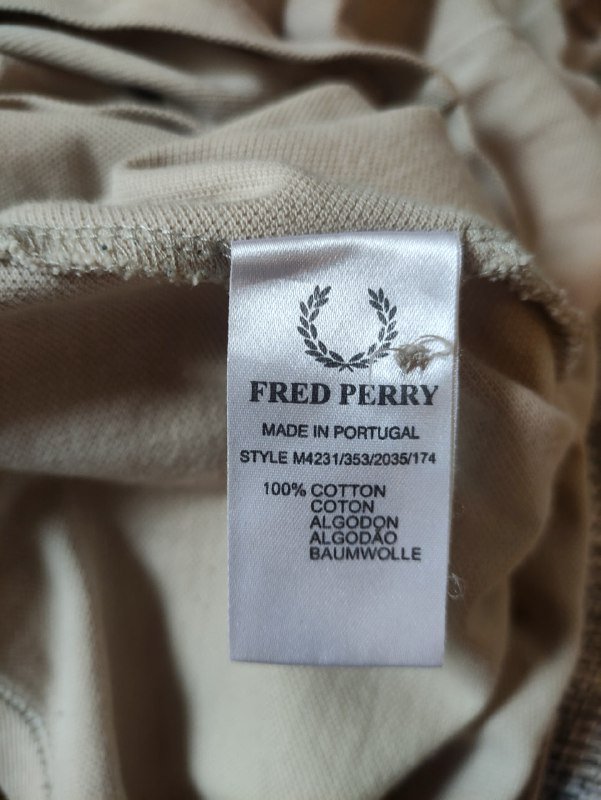 FRED PERRY
MADE IN PORTUGAL
STYLE M4231/353/2035/174
100% COTTON
COTON
ALGODON
ALGODÃO
BAUMWOLLE